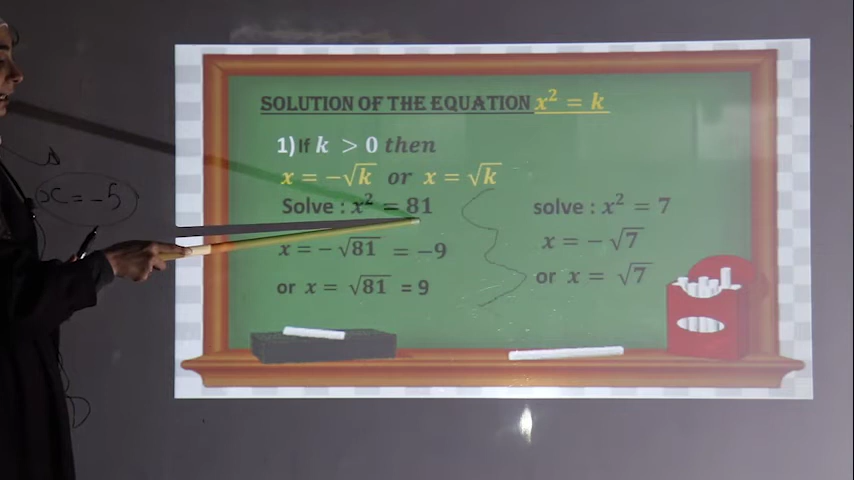 SOLUTION OF THE EQUATION x² = k
1) If k > 0 then
x = −√k or x = √k
Solve : x² = 81
x = − √81 = −9
or x = √81 = 9
solve : x² = 7
x = − √7
or x = √7
x = −5